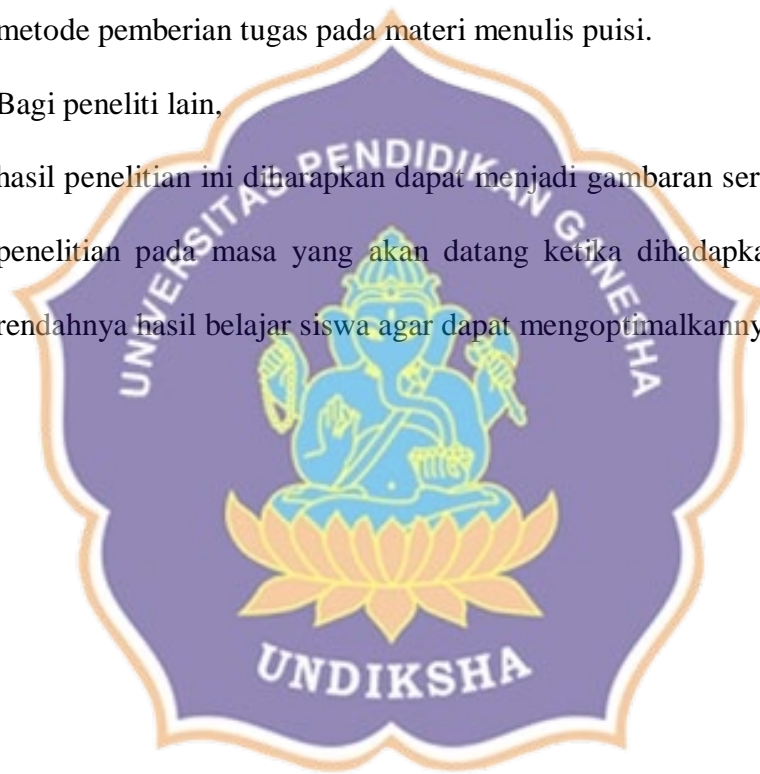 metode pemberian tugas pada materi menulis puisi.
Bagi peneliti lain,
hasil penelitian ini diharapkan dapat menjadi gambaran ser
penelitian pada masa yang akan datang ketika dihadapka
rendahnya hasil belajar siswa agar dapat mengoptimalkanny
UNIVERSITAS PENDIDIKAN GANESHA
UNDIKSHA